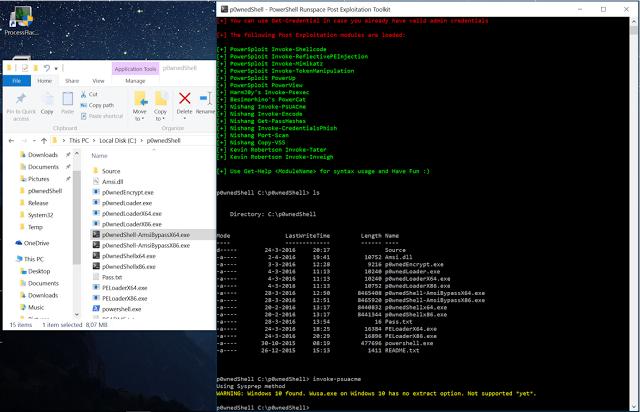 ProcessHac...
Application Tools
p0wnedShell
File
Home
Share
View
Manage
Pin to Quick access
Copy
Paste
Cut
Copy path
Paste shortcut
Clipboard
Move to
Copy to
Delete
Rename
Organize
This PC
Local Disk (C:)
p0wnedShell
Downloads
Documents
Pictures
p0wnedShell
Release
System32
Temp
OneDrive
This PC
Desktop
Documents
Downloads
Music
Pictures
Name
Source
Amsi.dll
p0wnedEncrypt.exe
p0wnedLoader.exe
p0wnedLoaderX64.exe
p0wnedLoaderX86.exe
p0wnedShell-AmsiBypassX64.exe
p0wnedShell-AmsiBypassX86.exe
p0wnedShellx64.exe
p0wnedShellx86.exe
Pass.txt
PELoaderX64.exe
PELoaderX86.exe
powershell.exe
README.txt
15 items
1 item selected
8,07 MB
p0wnedShell - PowerShell Runspace Post Exploitation Toolkit
[+] You can use Get-Credential in case you already have valid admin credentials
[+] The following Post Exploitation modules are loaded:
[+] PowerSploit Invoke-Shellcode
[+] PowerSploit Invoke-ReflectivePEInjection
[+] PowerSploit Invoke-Mimikatz
[+] PowerSploit Invoke-TokenManipulation
[+] PowerSploit PowerUp
[+] PowerSploit PowerView
[+] HarmJ0y's Invoke-Psexec
[+] Besimorhino's PowerCat
[+] Nishang Invoke-PSUACme
[+] Nishang Invoke-Encode
[+] Nishang Get-PassHashes
[+] Nishang Invoke-CredentialsPhish
[+] Nishang Port-Scan
[+] Nishang Copy-VSS
[+] Kevin Robertson Invoke-Tater
[+] Kevin Robertson Invoke-Inveigh
[+] Use Get-Help <ModuleName> for syntax usage and Have Fun :)
p0wnedShell C:\p0wnedShell> ls
Directory: C:\p0wnedShell
Mode LastWriteTime Length Name
---- ------------- ------ ----
d----- 24-3-2016 20:17 Source
-a---- 2-4-2016 19:41 10752 Amsi.dll
-a---- 3-3-2016 12:28 9216 p0wnedEncrypt.exe
-a---- 4-3-2016 11:13 10240 p0wnedLoader.exe
-a---- 4-3-2016 11:13 10240 p0wnedLoaderX64.exe
-a---- 4-3-2016 11:13 10240 p0wnedLoaderX86.exe
-a---- 28-3-2016 12:50 8465408 p0wnedShell-AmsiBypassX64.exe
-a---- 28-3-2016 12:51 8465920 p0wnedShell-AmsiBypassX86.exe
-a---- 20-2-2016 13:17 8440832 p0wnedShellx64.exe
-a---- 20-2-2016 13:17 8441344 p0wnedShellx86.exe
-a---- 28-3-2016 13:54 16 Pass.txt
-a---- 24-3-2016 18:25 16384 PELoaderX64.exe
-a---- 24-3-2016 20:29 16896 PELoaderX86.exe
-a---- 30-10-2015 08:19 477696 powershell.exe
-a---- 26-12-2015 15:13 1411 README.txt
p0wnedShell C:\p0wnedShell> invoke-psuacme
Using Sysprep method
WARNING: Windows 10 found. Wusa.exe on Windows 10 has no extract option. Not supported *yet*.
p0wnedShell C:\p0wnedShell>